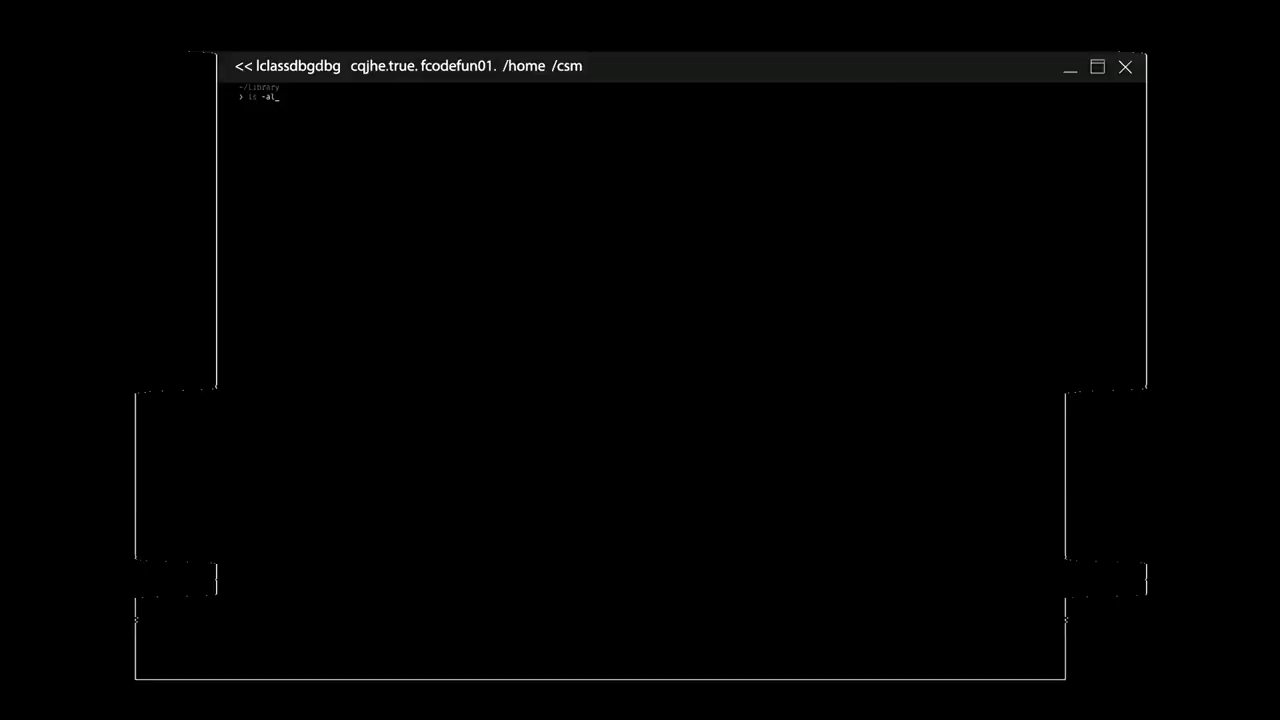 << lclassdbgdbg cqjhe.true. fcodefun01. /home /csm
~/Library
❯ ls -al_